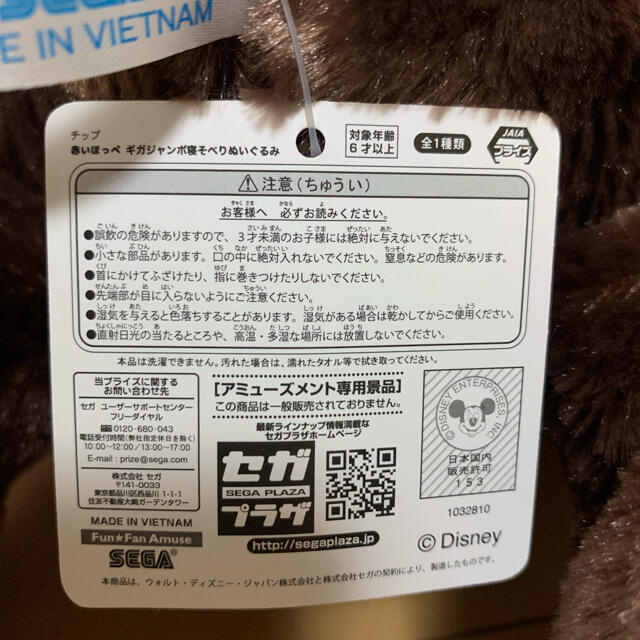 E IN VIETNAM
チップ
赤いほっぺ ギガジャンボ寝そべりぬいぐるみ
対象年齢
6才以上
全1種類
JAIA
プライズ
⚠注意(ちゅうい)
お客様へ 必ずお読みください。
●誤飲の危険がありますので、3才未満のお子様には絶対に与えないでください。
●小さな部品があります。口の中に絶対入れないでください。窒息などの危険があります。
●首にかけてふざけたり、指に巻きつけたりしないでください。
●先端部が目に入らないようにご注意ください。
●湿気を与えると色落ちすることがあります。湿気がある場合は乾かしてからご使用ください。
●直射日光の当たるところや、高温・多湿な場所には放置しないでください。
本品は洗濯できません。汚れた場合は、濡れたタオル等で拭き取ってください。
当プライズに関する
お問い合わせ先
セガ ユーザーサポートセンター
フリーダイヤル
0120-680-043
電話受付時間(弊社指定休日を除く)
10:00~12:00 / 13:00~17:00
E-mail : prize@sega.com
株式会社 セガ
〒141-0033
東京都品川区西品川 1-1-1
住友不動産大崎ガーデンタワー
MADE IN VIETNAM
Fun★Fan Amuse
SEGA®
[アミューズメント専用景品]
この商品は一般販売されておりません。
最新ラインナップ情報満載な
セガプラザホームページ
セガ
SEGA PLAZA
プラザ
http://segaplaza.jp/
©DISNEY ENTERPRISES INC.
日本国内
販売許可
153
1032810
©Disney
本商品は、ウォルト・ディズニー・ジャパン株式会社と株式会社セガの契約により、製造したものです。